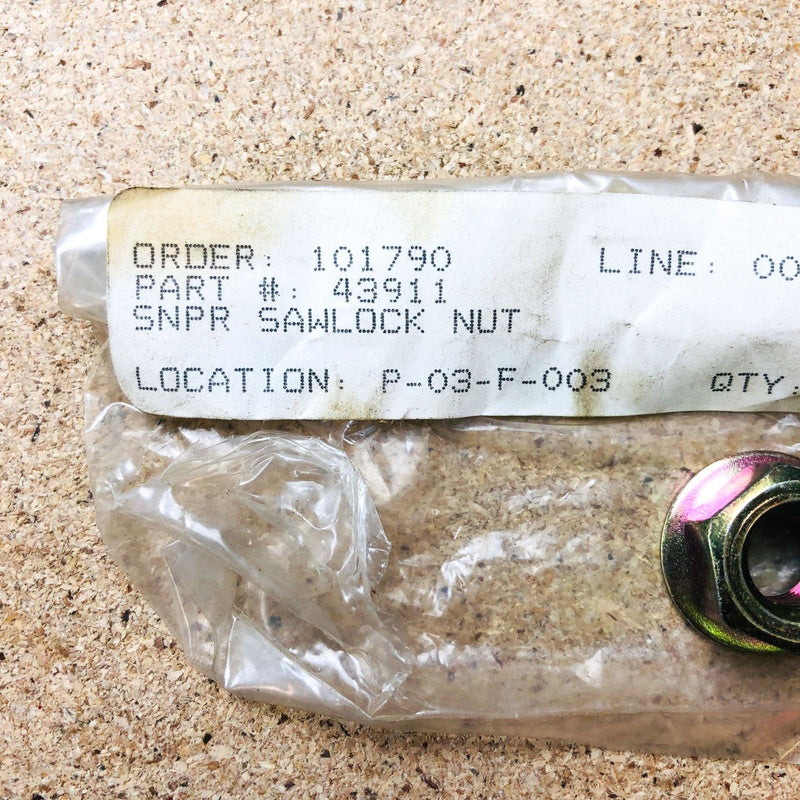 ORDER: 101790 LINE: 00
PART #: 43911
SNPR SAWLOCK NUT
LOCATION: P-03-F-003 QTY: